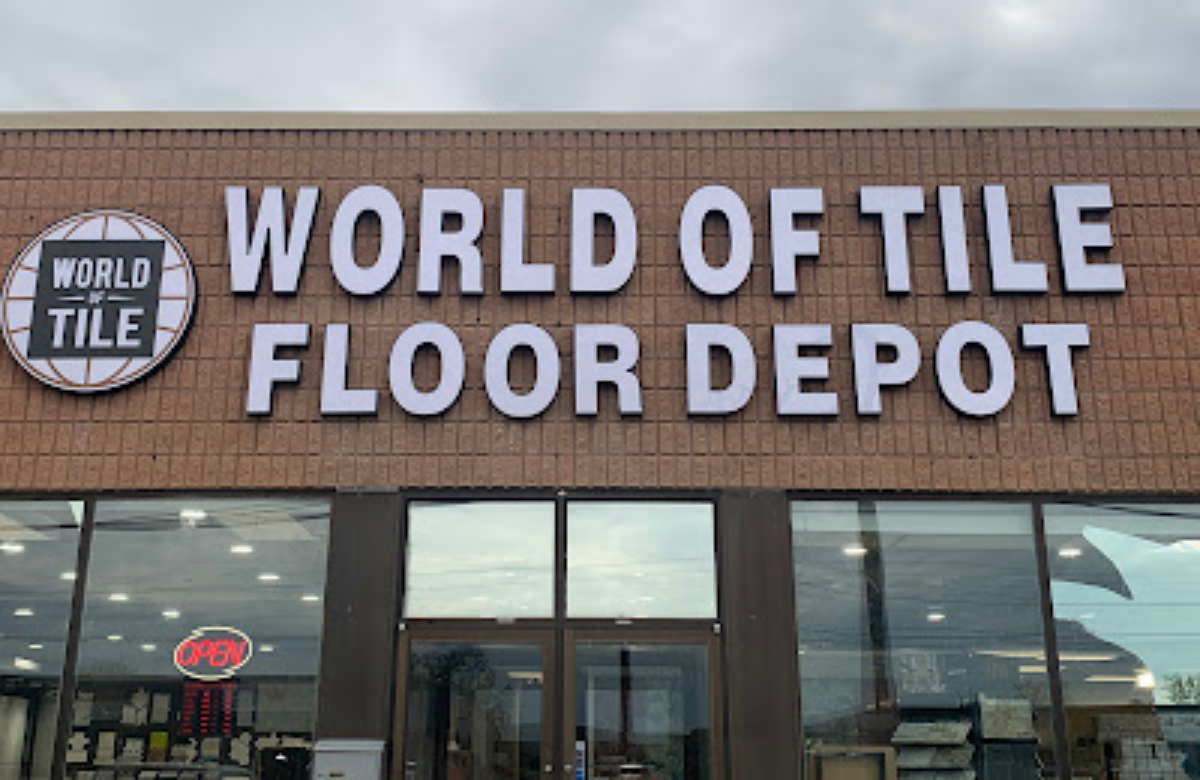 WORLD OF TILE
FLOOR DEPOT
WORLD
OF
TILE
OPEN